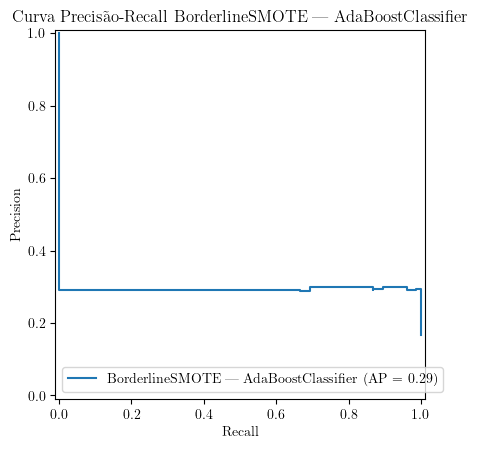 Curva Precisão-Recall BorderlineSMOTE — AdaBoostClassifier
1.0
0.8
0.6
0.4
0.2
0.0
Precision
BorderlineSMOTE — AdaBoostClassifier (AP = 0.29)
0.0 0.2 0.4 0.6 0.8 1.0
Recall